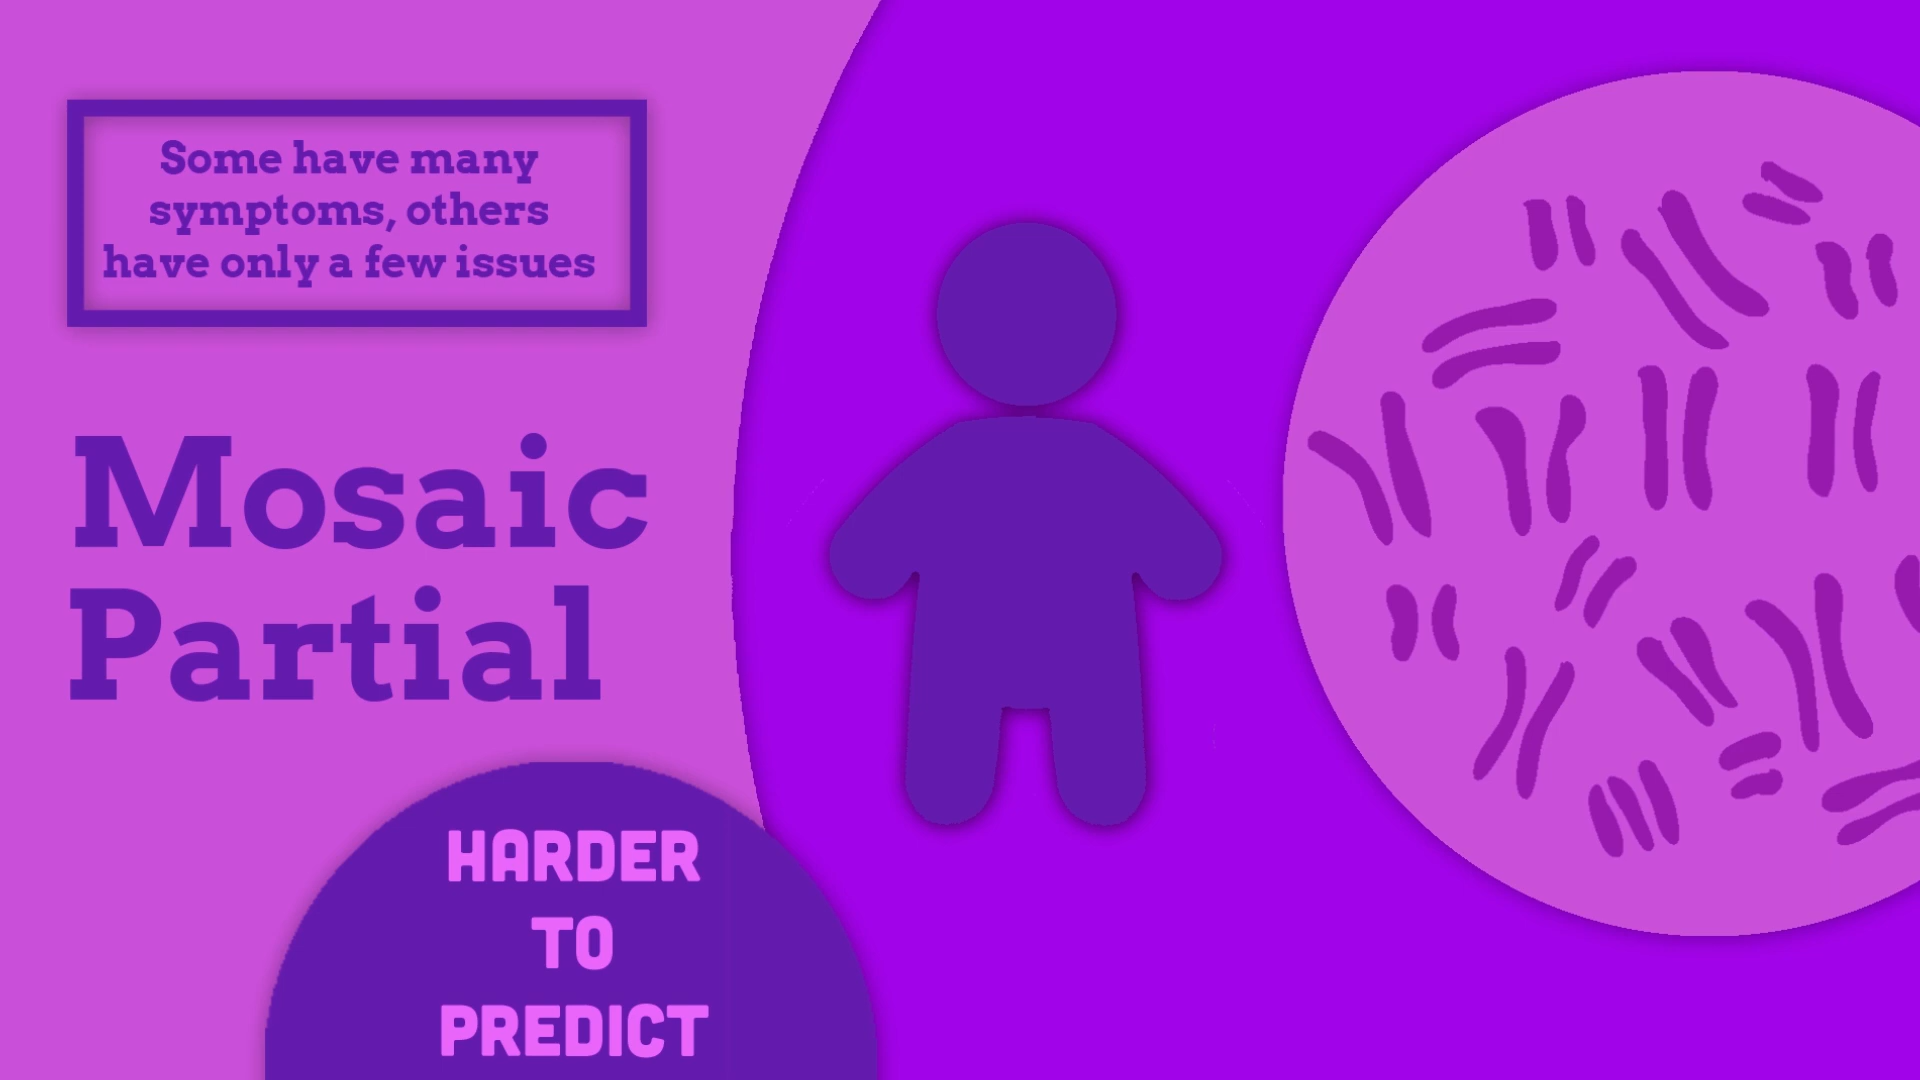 Some have many
symptoms, others
have only a few issues
Mosaic
Partial
HARDER
TO
PREDICT